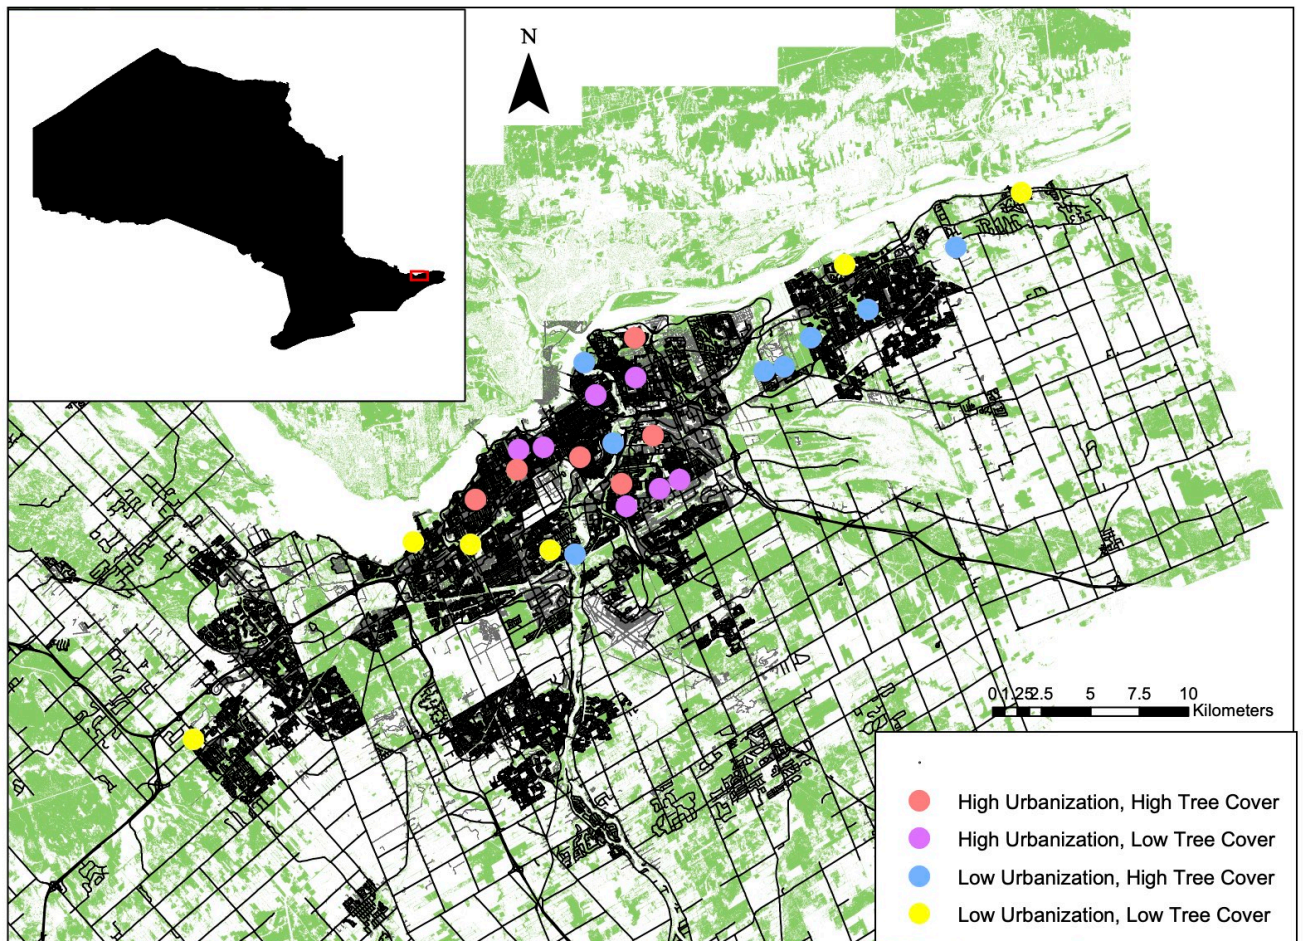 N
0 1.25 2.5 5 7.5 10
Kilometers
High Urbanization, High Tree Cover
High Urbanization, Low Tree Cover
Low Urbanization, High Tree Cover
Low Urbanization, Low Tree Cover